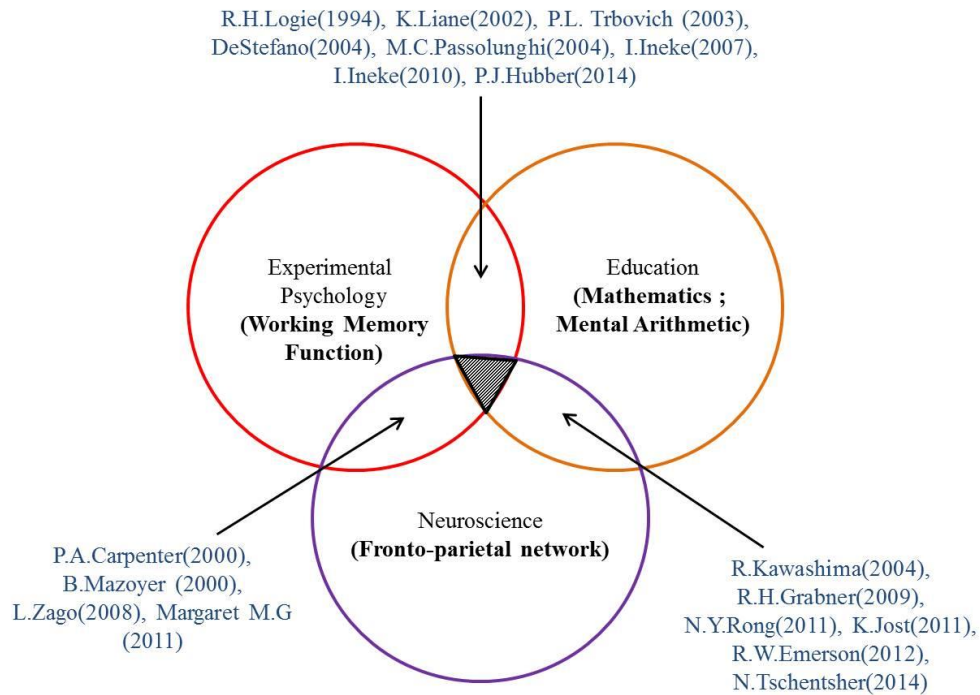 R.H.Logie(1994), K.Liane(2002), P.L. Trbovich (2003),
DeStefano(2004), M.C.Passolunghi(2004), I.Ineke(2007),
I.Ineke(2010), P.J.Hubber(2014)
Experimental
Psychology
(Working Memory
Function)
Education
(Mathematics ;
Mental Arithmetic)
Neuroscience
(Fronto-parietal network)
P.A.Carpenter(2000),
B.Mazoyer (2000),
L.Zago(2008), Margaret M.G
(2011)
R.Kawashima(2004),
R.H.Grabner(2009),
N.Y.Rong(2011), K.Jost(2011),
R.W.Emerson(2012),
N.Tschentsher(2014)